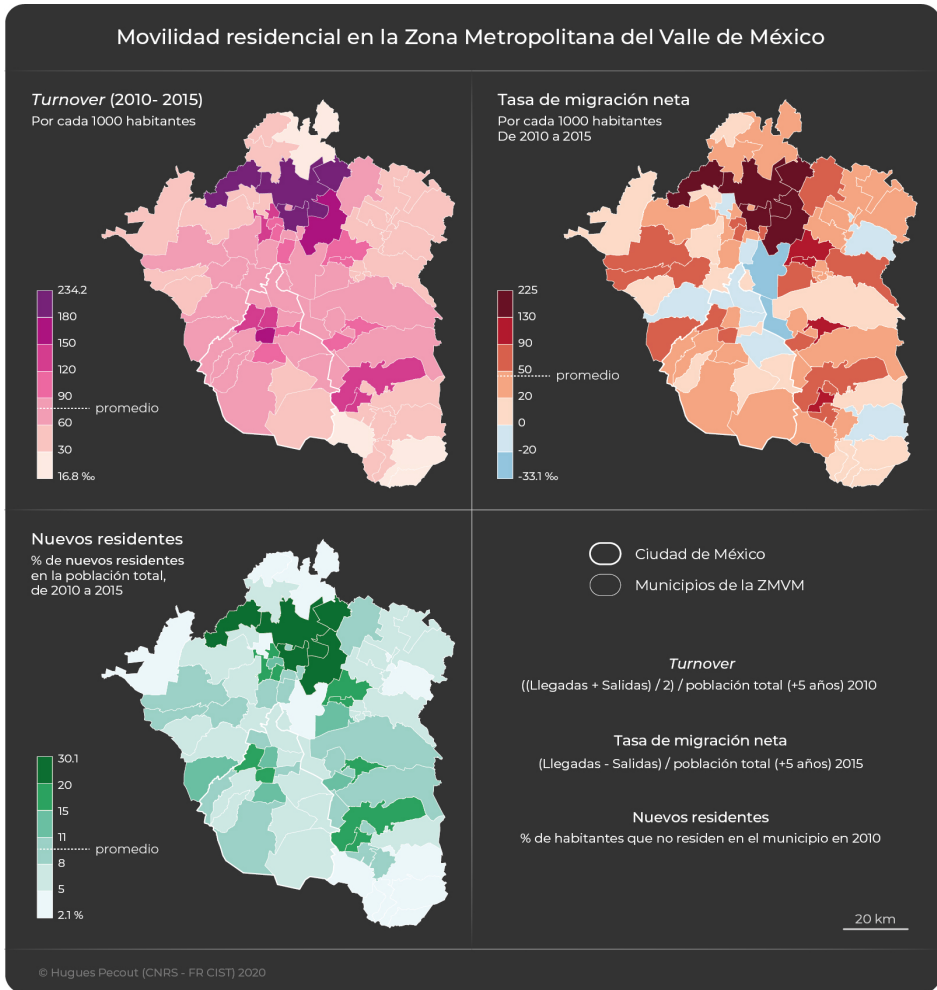 Movilidad residencial en la Zona Metropolitana del Valle de México
Turnover (2010- 2015)
Por cada 1000 habitantes
234.2
180
150
120
90
promedio
60
30
16.8 ‰
Tasa de migración neta
Por cada 1000 habitantes
De 2010 a 2015
225
130
90
50
promedio
20
0
-20
-33.1 ‰
Nuevos residentes
% de nuevos residentes
en la población total,
de 2010 a 2015
30.1
20
15
11
promedio
8
5
2.1 %
Ciudad de México
Municipios de la ZMVM
Turnover
((Llegadas + Salidas) / 2) / población total (+5 años) 2010
Tasa de migración neta
(Llegadas - Salidas) / población total (+5 años) 2015
Nuevos residentes
% de habitantes que no residen en el municipio en 2010
20 km
© Hugues Pecout (CNRS - FR CIST) 2020